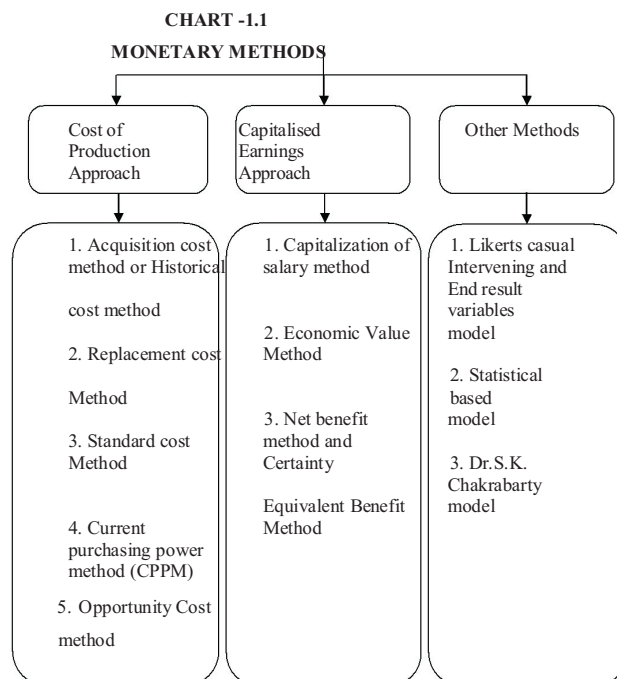 CHART -1.1
MONETARY METHODS
Cost of
Production
Approach
Capitalised
Earnings
Approach
Other Methods
1. Acquisition cost
method or Historical
cost method
2. Replacement cost
Method
3. Standard cost
Method
4. Current
purchasing power
method (CPPM)
5. Opportunity Cost
method
1. Capitalization of
salary method
2. Economic Value
Method
3. Net benefit
method and
Certainty
Equivalent Benefit
Method
1. Likerts casual
Intervening and
End result
variables
model
2. Statistical
based
model
3. Dr.S.K.
Chakrabarty
model